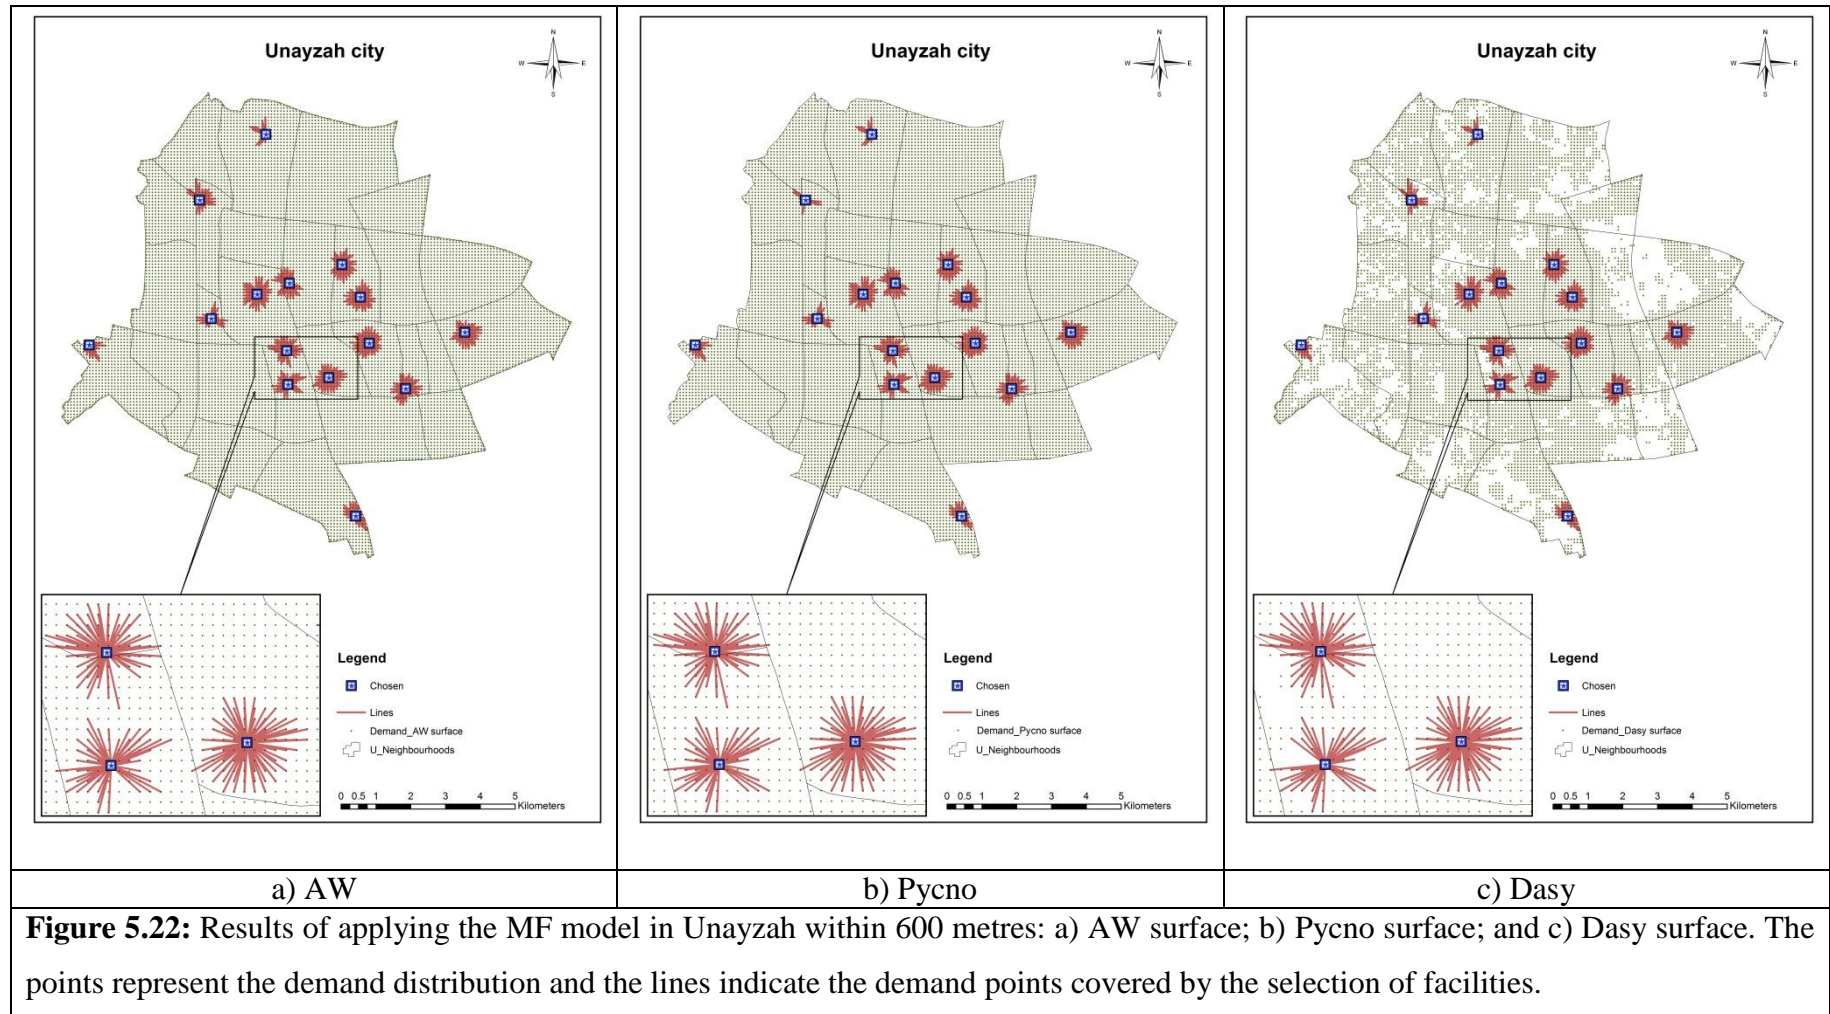 Unayzah city
N
W
E
S
Legend
Chosen
Lines
Demand_AW surface
U_Neighbourhoods
0 0.5 1 2 3 4 5
Kilometers
Unayzah city
N
W
E
S
Legend
Chosen
Lines
Demand_Pycno surface
U_Neighbourhoods
0 0.5 1 2 3 4 5
Kilometers
Unayzah city
N
W
E
S
Legend
Chosen
Lines
Demand_Dasy surface
U_Neighbourhoods
0 0.5 1 2 3 4 5
Kilometers
a) AW
b) Pycno
c) Dasy
Figure 5.22: Results of applying the MF model in Unayzah within 600 metres: a) AW surface; b) Pycno surface; and c) Dasy surface. The
points represent the demand distribution and the lines indicate the demand points covered by the selection of facilities.